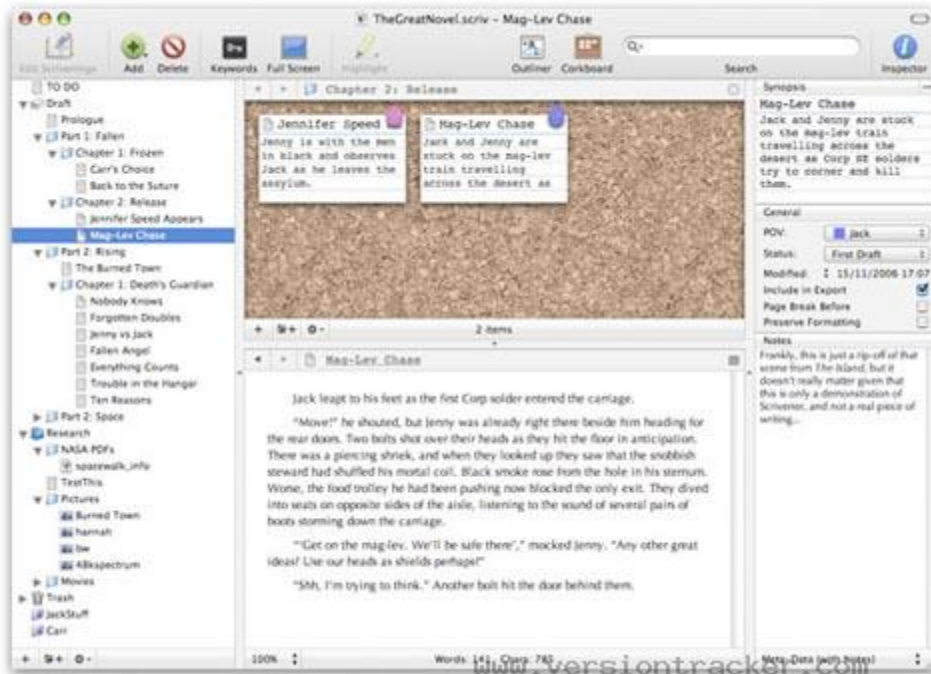 TheGreatNovel.scriv - Mag-Lev Chase
Edit Scrivenings
Add
Delete
Keywords
Full Screen
Highlight
Outliner
Corkboard
Search
Inspector
TO DO
Draft
Prologue
Part 1: Fallen
Chapter 1: Frozen
Carr's Choice
Back to the Suture
Chapter 2: Release
Jennifer Speed Appears
Mag-Lev Chase
Part 2: Rising
The Burned Town
Chapter 1: Death's Guardian
Nobody Knows
Forgotten Doubles
Jenny vs Jack
Fallen Angel
Everything Counts
Trouble in the Hangar
Ten Reasons
Part 2: Space
Research
NASA PDFs
spacewalk_info
TestThis
Pictures
Burned Town
hannah
bw
ABkspectrum
Movies
Trash
JackStuff
Carr
Chapter 2: Release
Jennifer Speed
Jenny is with the men
in black and observes
Jack as he leaves the
assylum.
Mag-Lev Chase
Jack and Jenny are
stuck on the mag-lev
train travelling
across the desert as
2 items
Mag-Lev Chase
Jack leapt to his feet as the first Corp solder entered the carriage.
"Move!" he shouted, but Jenny was already right there beside him heading for
the rear doors. Two bolts shot over their heads as they hit the floor in anticipation.
There was a piercing shriek, and when they looked up they saw that the snobbish
steward had shuffled his mortal coil. Black smoke rose from the hole in his sternum.
Worse, the food trolley he had been pushing now blocked the only exit. They dived
into seats on opposite sides of the aisle, listening to the sound of several pairs of
boots storming down the carriage.
"'Get on the mag-lev. We'll be safe there'," mocked Jenny. "Any other great
ideas? Use our heads as shields perhaps?"
"Shh, I'm trying to think." Another bolt hit the door behind them.
100%
Words: 141, Chars: 785
Synopsis
Mag-Lev Chase
Jack and Jenny are stuck
on the mag-lev train
travelling across the
desert as Corp SE solders
try to corner and kill
them.
General
POV: Jack
Status: First Draft
Modified: 15/11/2006 17:07
Include in Export
Page Break Before
Preserve Formatting
Notes
Frankly, this is just a rip-off of that
scene from The Island, but it
doesn't really matter given that
this is only a demonstration of
Scrivener, and not a real piece of
writing...
Meta-Data (with Notes)
www.versiontracker.com